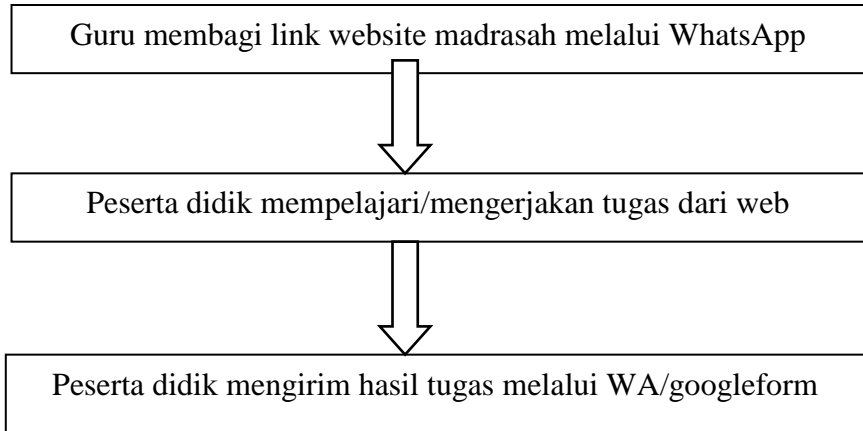 Guru membagi link website madrasah melalui WhatsApp
Peserta didik mempelajari/mengerjakan tugas dari web
Peserta didik mengirim hasil tugas melalui WA/googleform